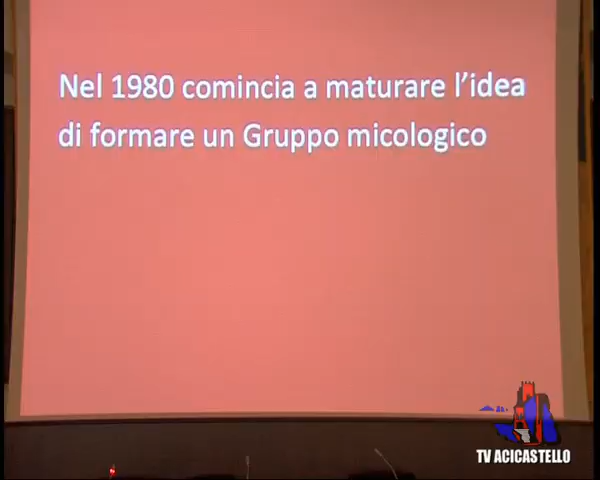 Nel 1980 comincia a maturare l'idea
di formare un Gruppo micologico
TV ACICASTELLO